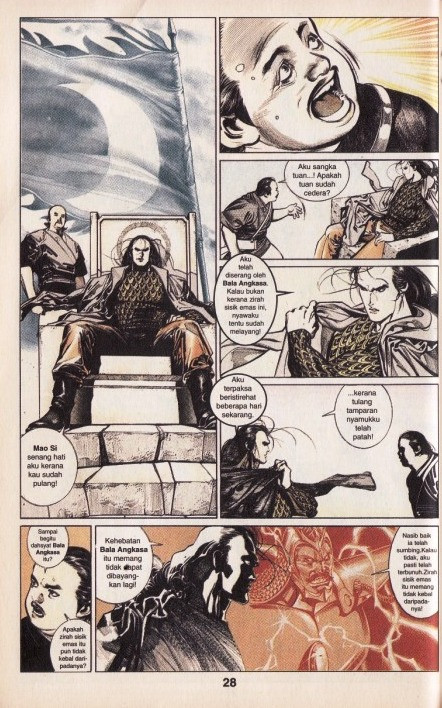 Mao Si
senang hati
aku kerana
kau sudah
pulang!
Aku sangka
tuan...! Apakah
tuan sudah
cedera?
Aku
telah
diserang oleh
Bala Angkasa.
Kalau bukan
kerana zirah
sisik emas ini,
nyawaku
tentu sudah
melayang!
Aku
terpaksa
beristirehat
beberapa hari
sekarang,
...kerana
tulang
tamparan
nyamukku
telah
patah!
Sampai
begitu
dahsyat Bala
Angkasa
itu?
Apakah
zirah sisik
emas itu
pun tidak
kebal dari-
padanya?
Kehebatan
Bala Angkasa
itu memang
tidak dapat
dibayang-
kan lagi!
Nasib baik
ia telah
sumbing.Kalau
tidak, aku
pasti telah
terbunuh.Zirah
sisik emas
itu memang
tidak kebal
daripada-
nya!
28